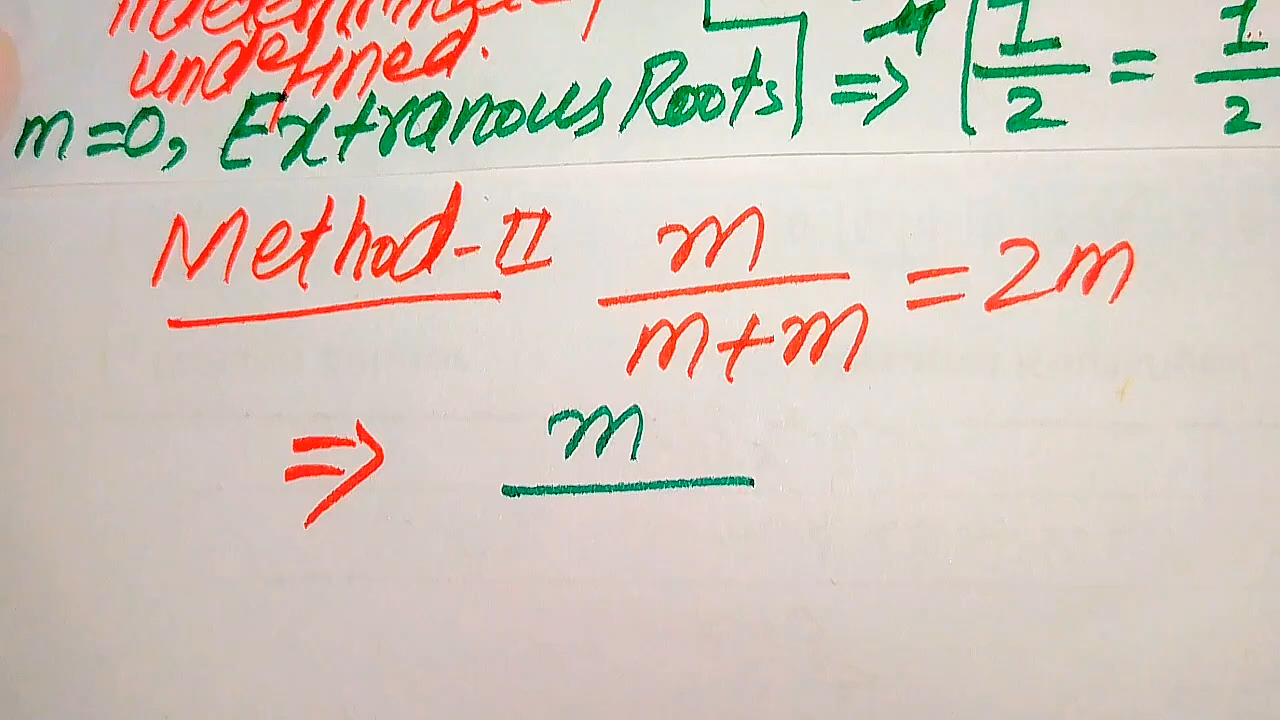 undefined.
m=0, Extranous Roots] => [1/2 = 1/2
Method-II m/(m+m) = 2m
=> m